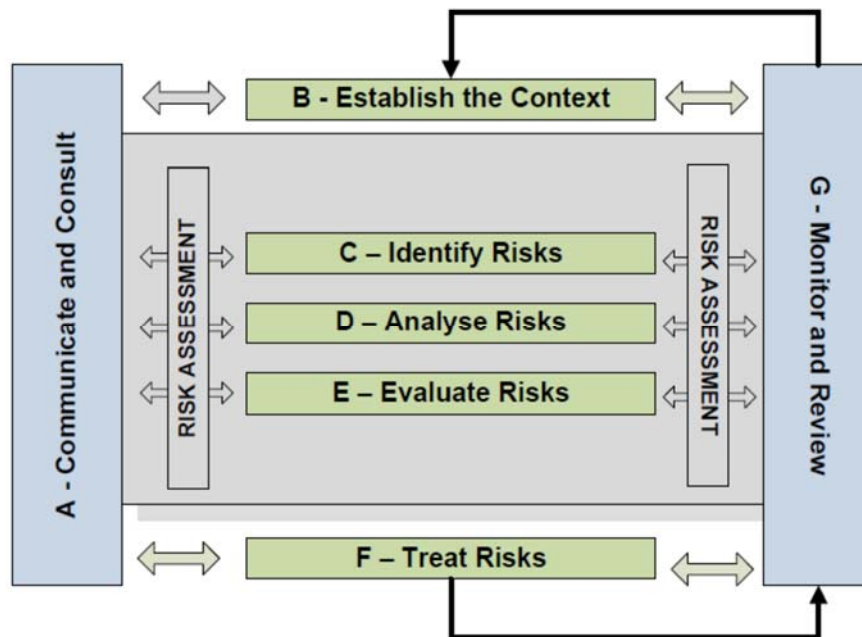 A - Communicate and Consult
B - Establish the Context
RISK ASSESSMENT
C – Identify Risks
D – Analyse Risks
E – Evaluate Risks
RISK ASSESSMENT
F – Treat Risks
G - Monitor and Review